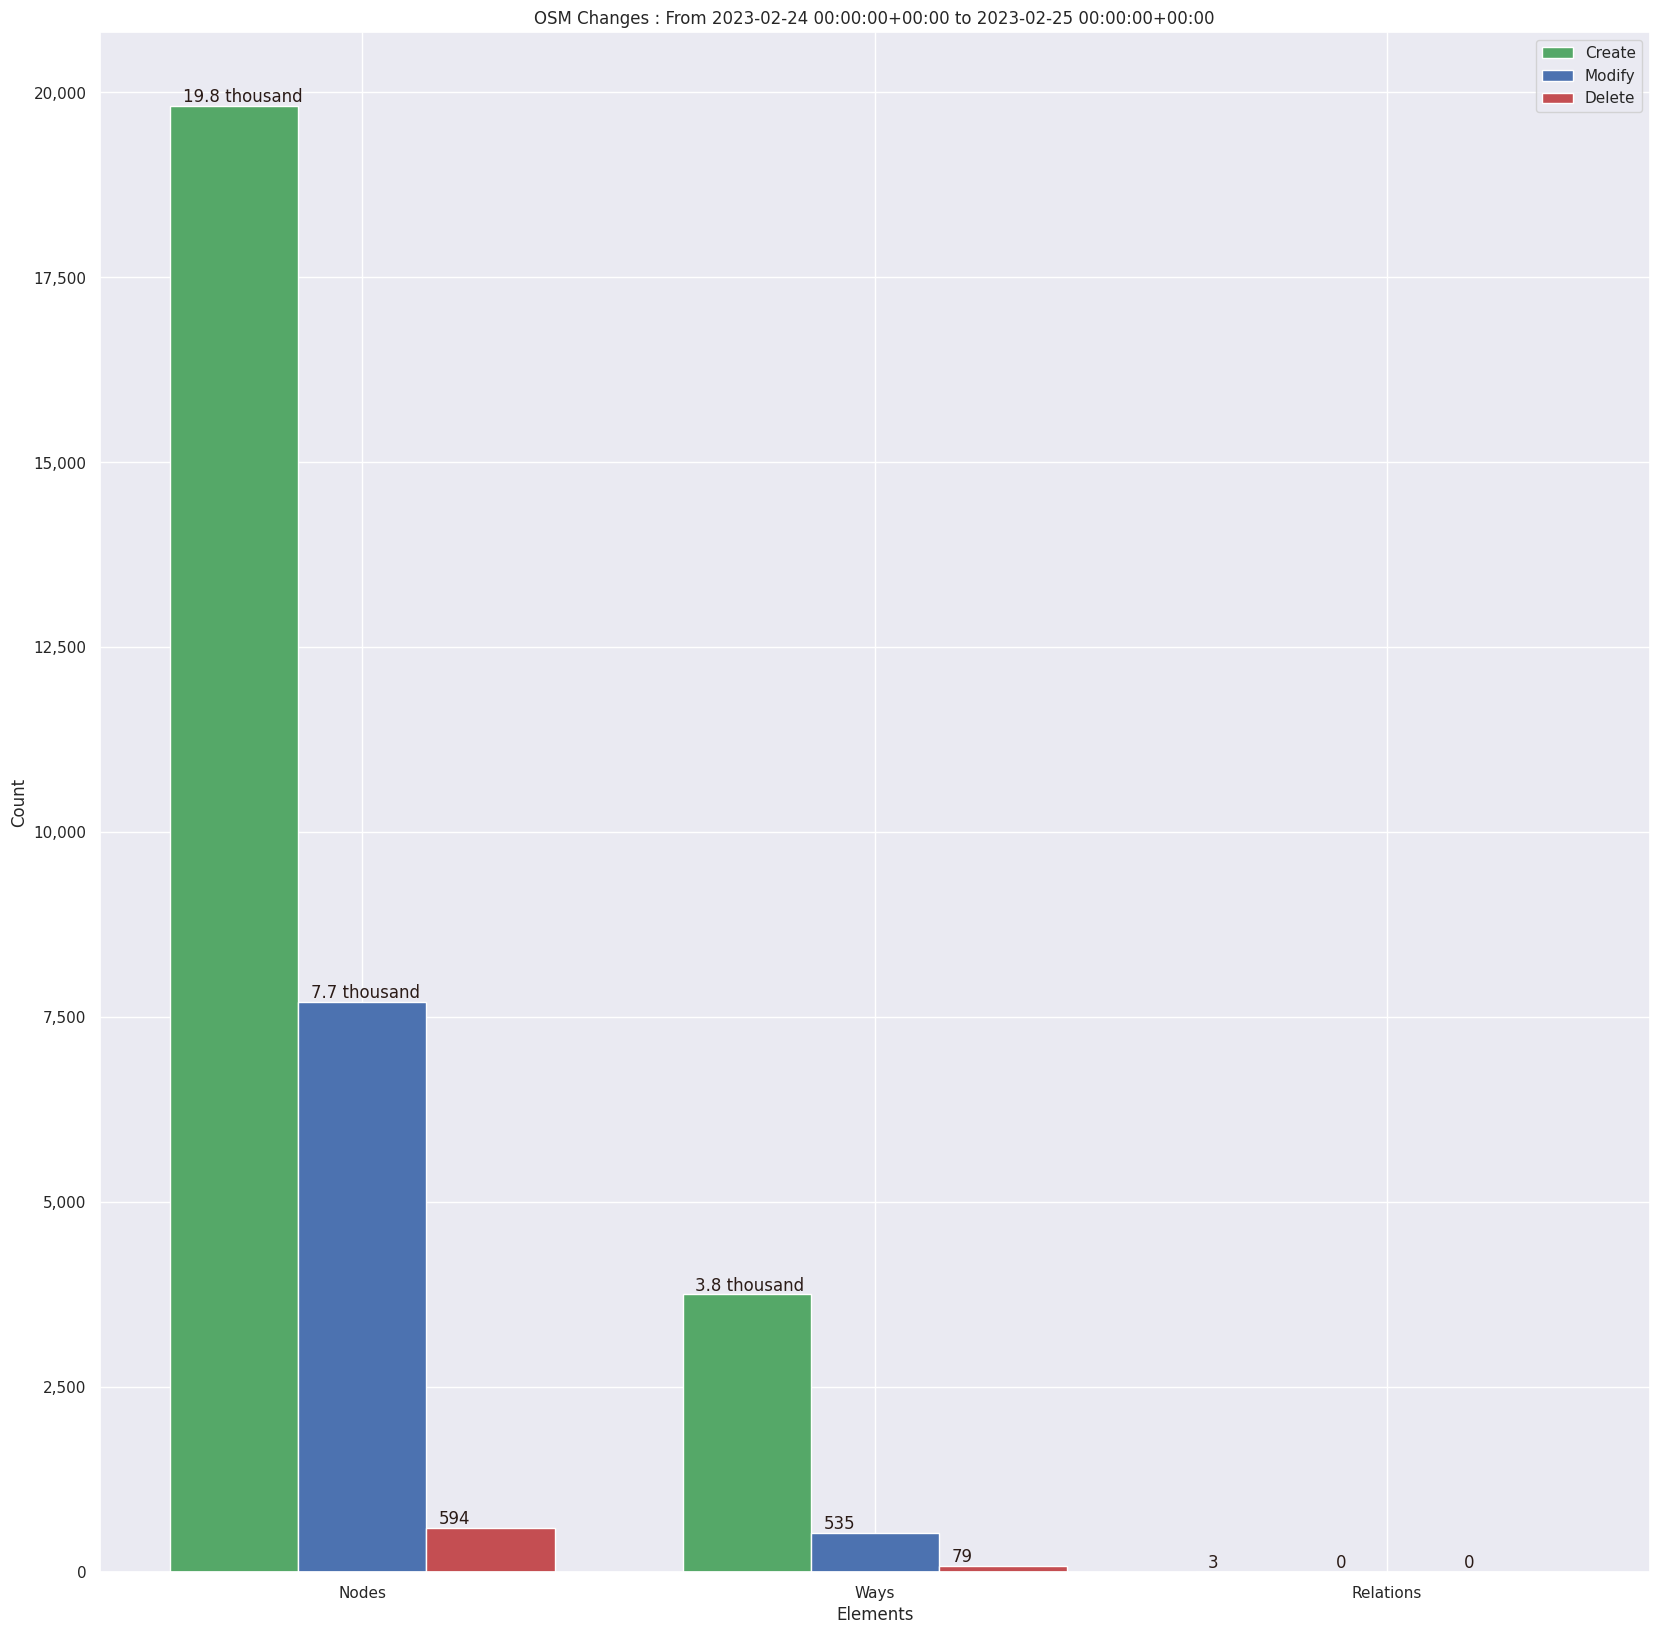 OSM Changes : From 2023-02-24 00:00:00+00:00 to 2023-02-25 00:00:00+00:00
Create
Modify
Delete
20,000
17,500
15,000
12,500
10,000
7,500
5,000
2,500
0
Count
19.8 thousand
7.7 thousand
594
3.8 thousand
535
79
3
0
0
Nodes
Ways
Relations
Elements